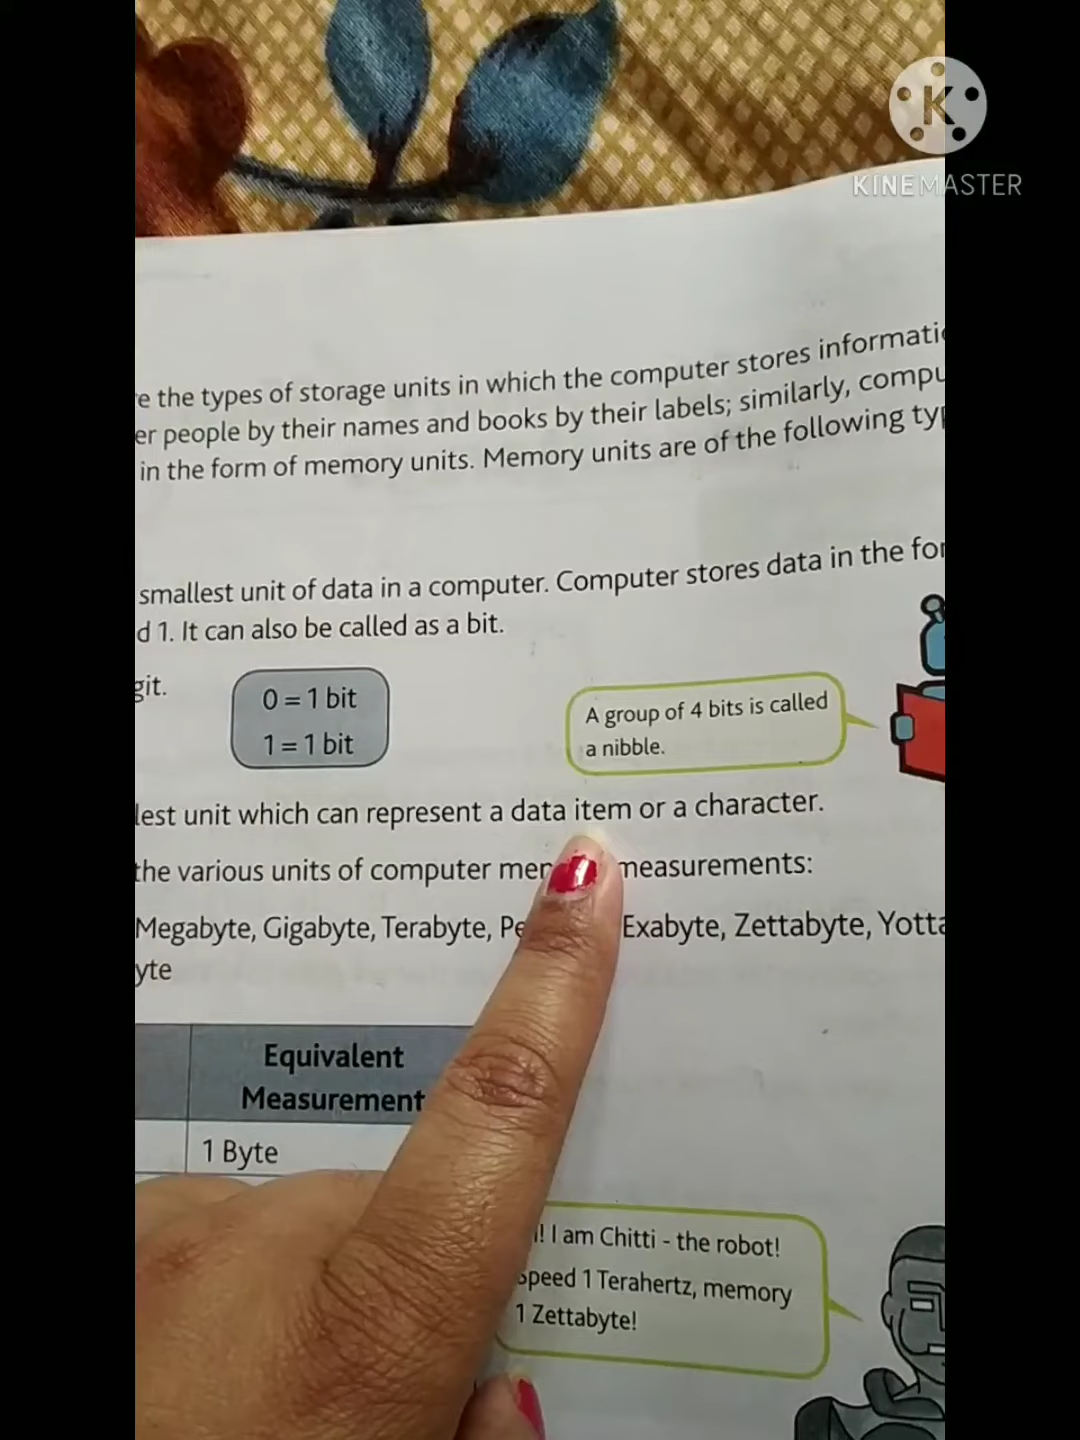 KINEMASTER
e the types of storage units in which the computer stores informati
er people by their names and books by their labels; similarly, compu
in the form of memory units. Memory units are of the following typ
smallest unit of data in a computer. Computer stores data in the for
d 1. It can also be called as a bit.
git.
0 = 1 bit
1 = 1 bit
A group of 4 bits is called
a nibble.
lest unit which can represent a data item or a character.
the various units of computer mem measurements:
Megabyte, Gigabyte, Terabyte, Pe Exabyte, Zettabyte, Yotta
yte
Equivalent
Measurement
1 Byte
! I am Chitti - the robot!
Speed 1 Terahertz, memory
1 Zettabyte!